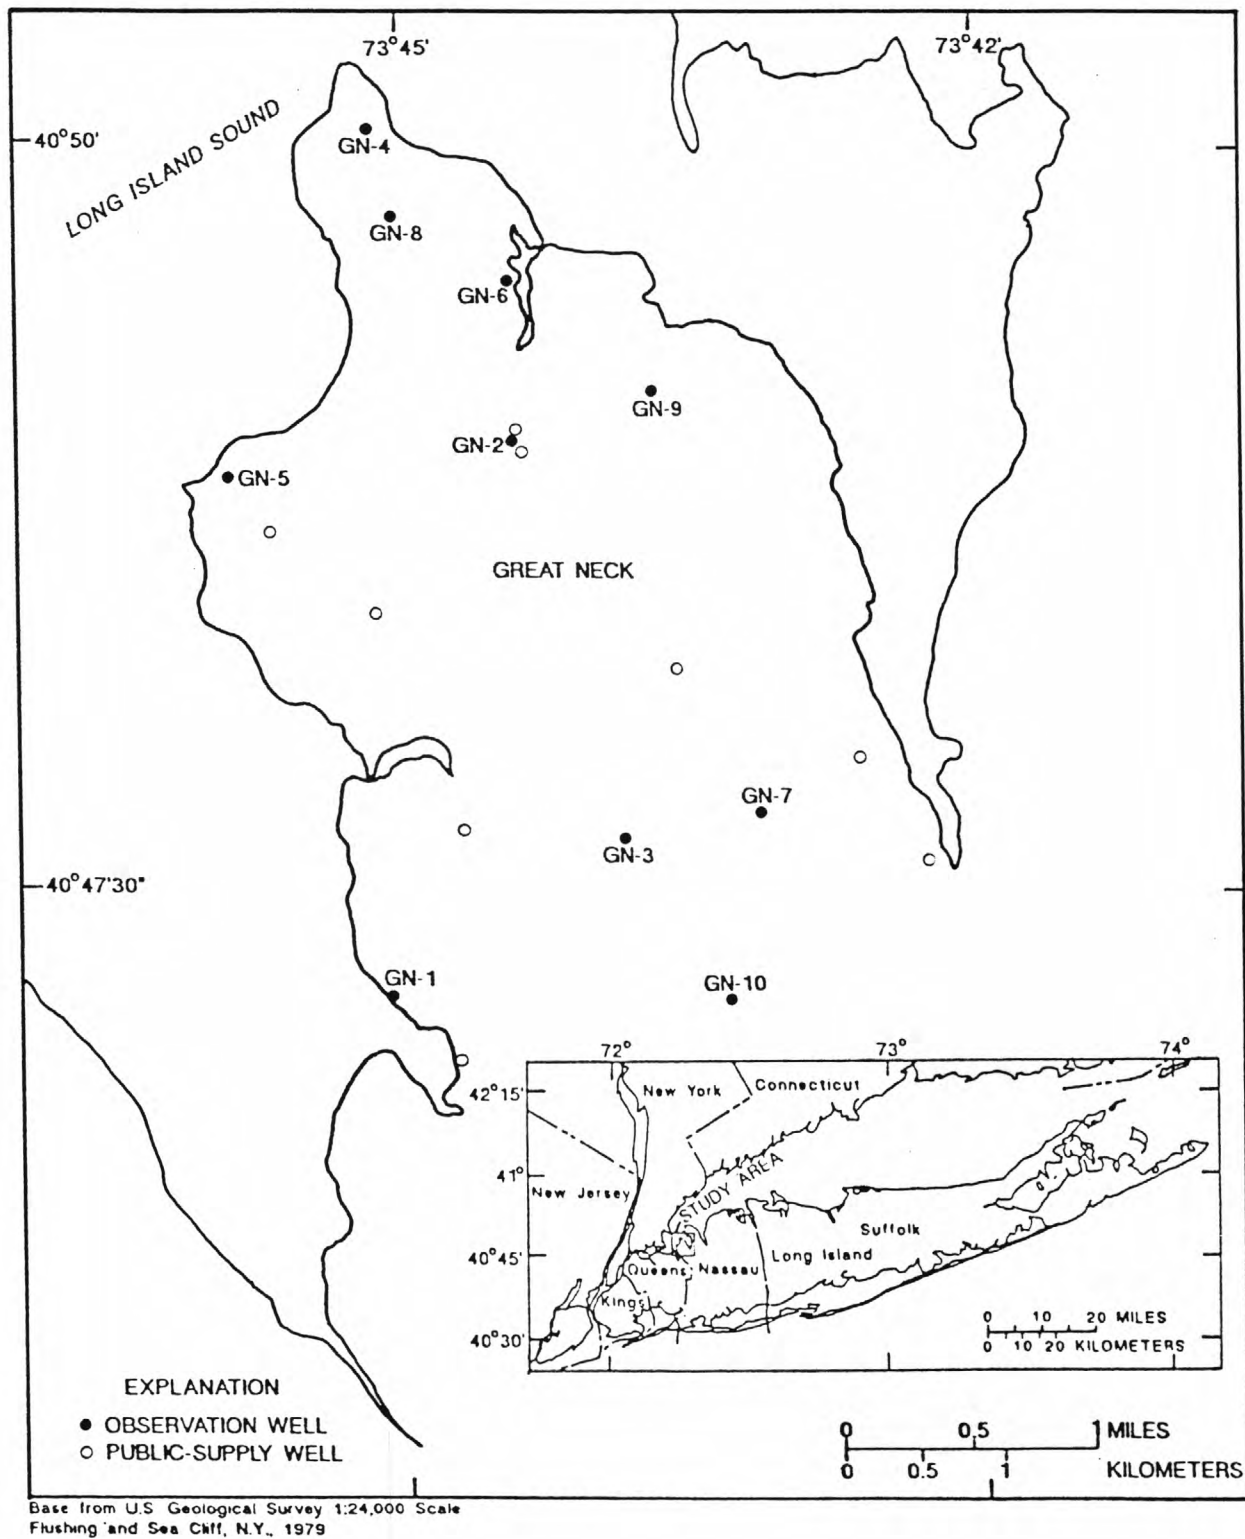 73°45'
73°42'
40°50'
LONG ISLAND SOUND
GN-4
GN-8
GN-6
GN-9
GN-2
GN-5
GREAT NECK
GN-7
GN-3
40°47'30"
GN-1
GN-10
72°
73°
74°
42°15'
New York
Connecticut
41°
New Jersey
STUDY AREA
Suffolk
40°45'
Long Island
Queens
Nassau
Kings
40°30'
0 10 20 MILES
0 10 20 KILOMETERS
EXPLANATION
OBSERVATION WELL
PUBLIC-SUPPLY WELL
0 0.5 1 MILES
0 0.5 1 KILOMETERS
Base from U.S. Geological Survey 1:24,000 Scale
Flushing and Sea Cliff, N.Y., 1979